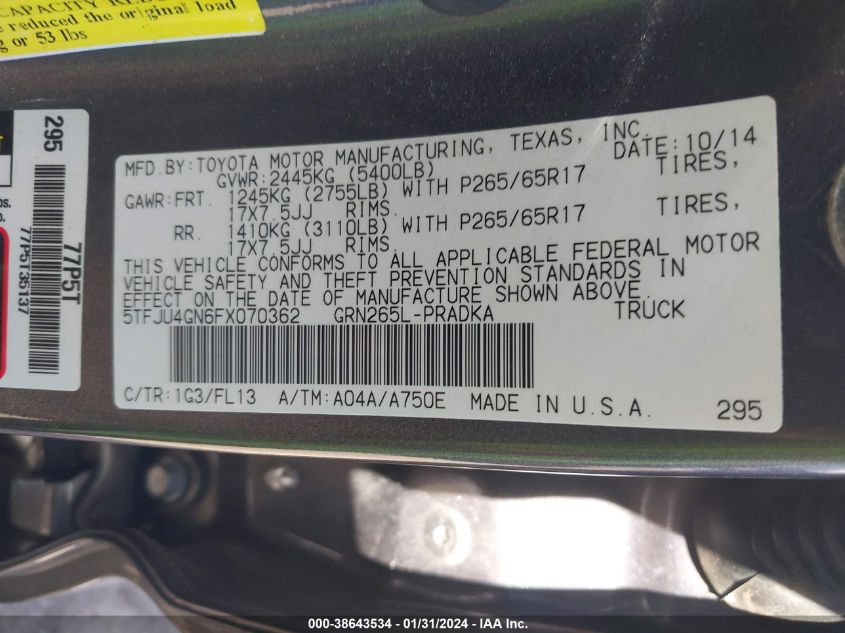 CAPACITY
reduced the original load
g or 53 lbs
295
77P5T35137
77P5T
MFD. BY: TOYOTA MOTOR MANUFACTURING, TEXAS, INC. DATE: 10/14
GVWR: 2445KG (5400LB)
GAWR: FRT. 1245KG (2755LB) WITH P265/65R17 TIRES,
17X7.5JJ RIMS.
RR. 1410KG (3110LB) WITH P265/65R17 TIRES,
17X7.5JJ RIMS.
THIS VEHICLE CONFORMS TO ALL APPLICABLE FEDERAL MOTOR
VEHICLE SAFETY AND THEFT PREVENTION STANDARDS IN
EFFECT ON THE DATE OF MANUFACTURE SHOWN ABOVE.
5TFJU4GN6FX070362 GRN265L-PRADKA TRUCK
C/TR: 1G3/FL13 A/TM: A04A/A750E MADE IN U.S.A. 295
000-38643534 - 01/31/2024 - IAA Inc.